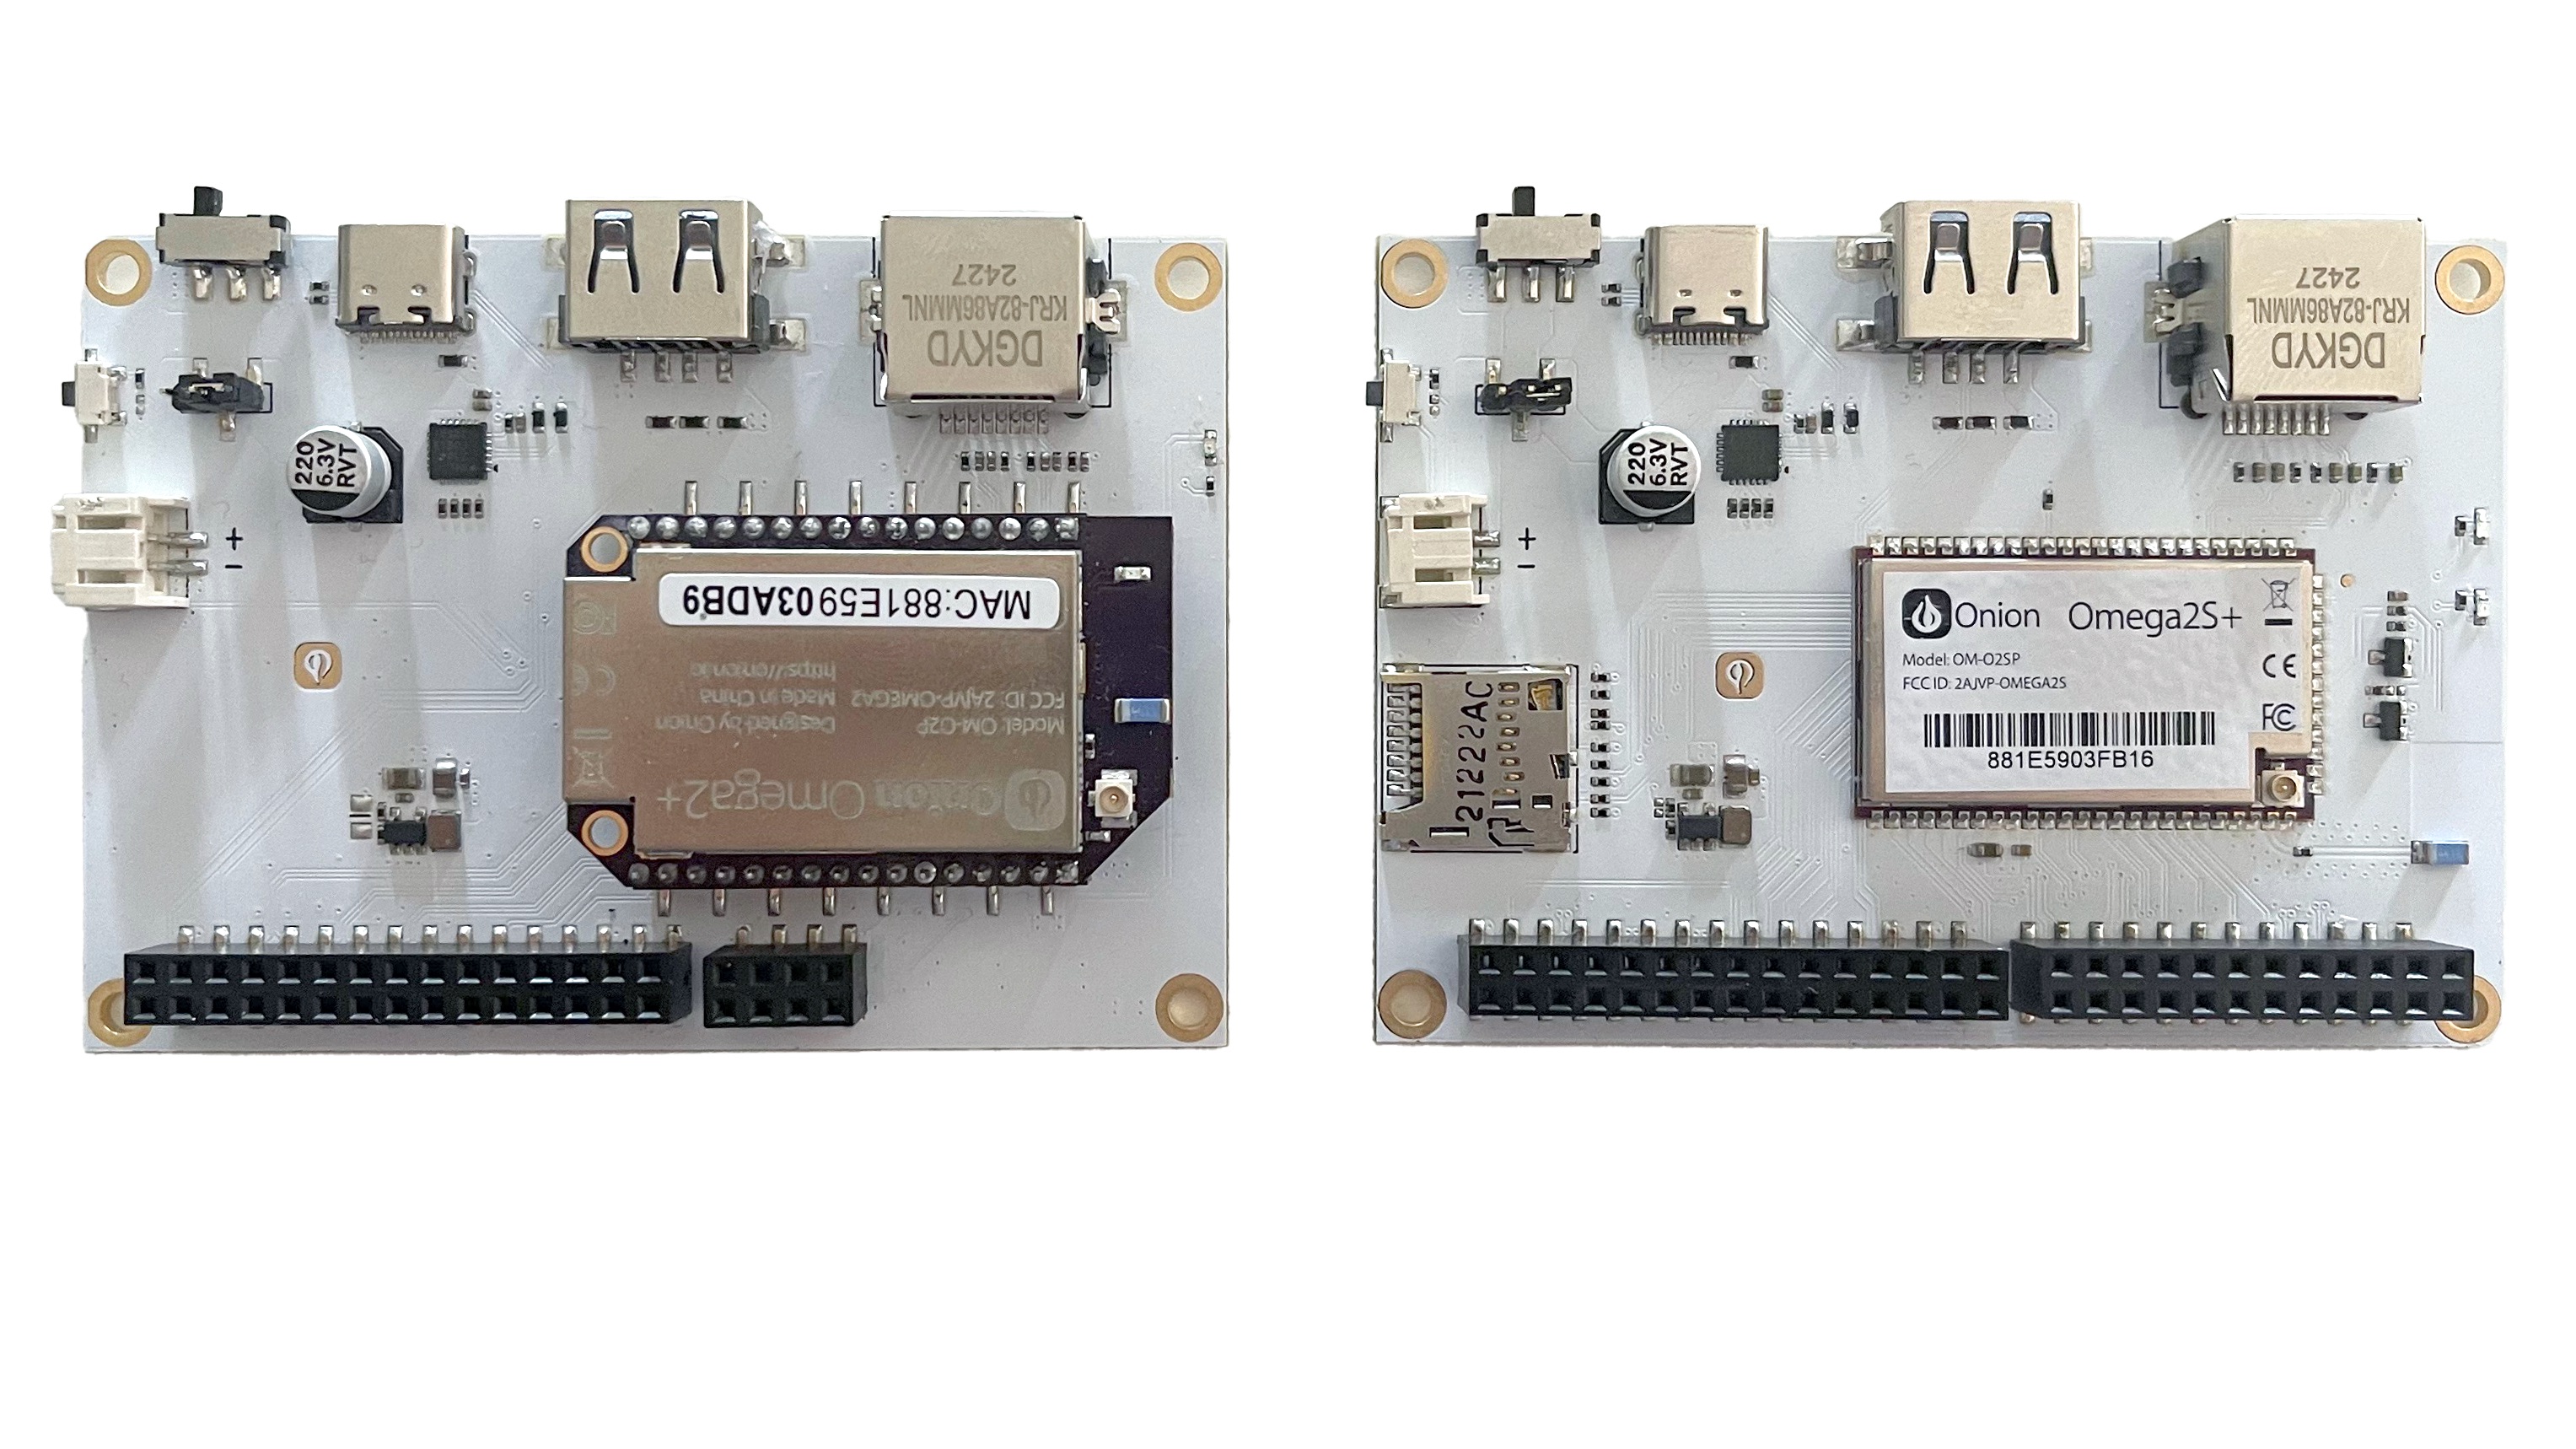 2427
KRJ-82A86MMNL
DGKYD
220
6.3V
RVT
+
-
MAC:881E5903ADB9
Onion Omega2+
Model: OM-O2P
FCC ID: 2AJVP-OMEGA2
Designed by Onion
Made in China
https://onion.io
CE
FC
2427
KRJ-82A86MMNL
DGKYD
220
6.3V
RVT
+
-
21222AC
Onion Omega2S+
Model: OM-O2SP
FCC ID: 2AJVP-OMEGA2S
881E5903FB16
CE
FC